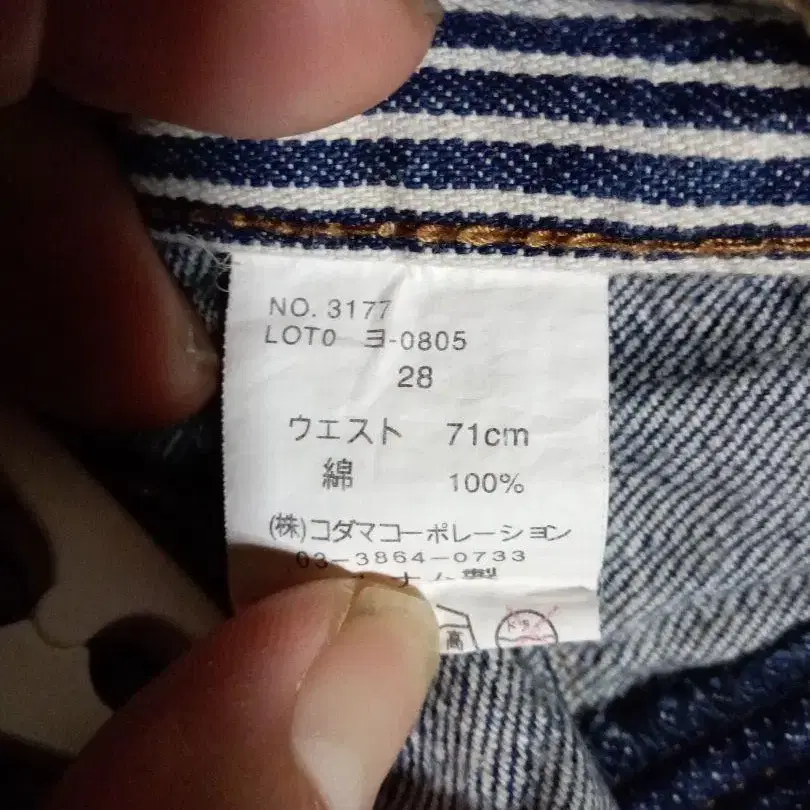 NO. 3177
LOT0 ヨ-0805
28
ウエスト 71cm
綿 100%
(株)コダマコーポレーション
03-3864-0733
高